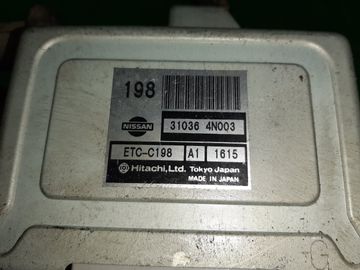 198
NISSAN 31036 4N003
ETC-C198 A1 1615
Hitachi, Ltd. Tokyo Japan
MADE IN JAPAN
G